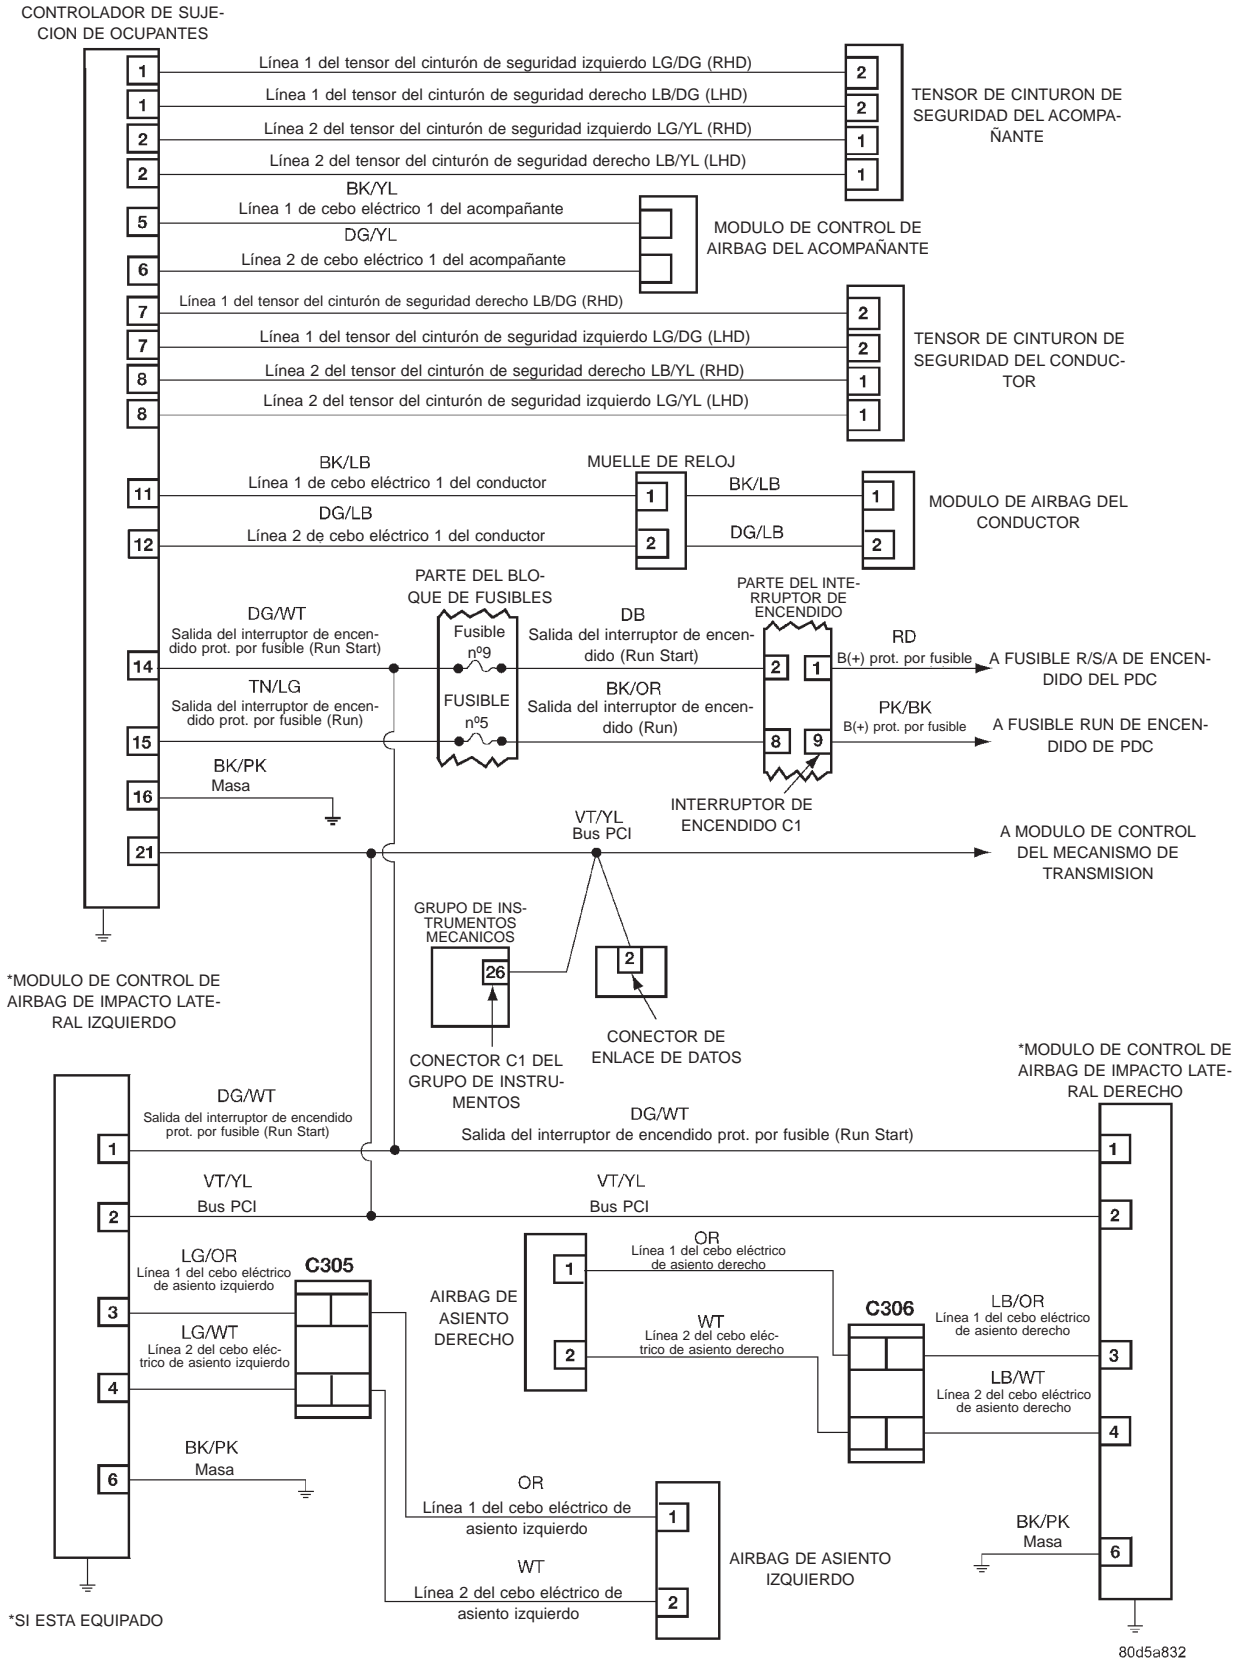 CONTROLADOR DE SUJE-
CION DE OCUPANTES
1
Línea 1 del tensor del cinturón de seguridad izquierdo LG/DG (RHD)
2
1
Línea 1 del tensor del cinturón de seguridad derecho LB/DG (LHD)
2
2
Línea 2 del tensor del cinturón de seguridad izquierdo LG/YL (RHD)
1
2
Línea 2 del tensor del cinturón de seguridad derecho LB/YL (LHD)
1
TENSOR DE CINTURON DE
SEGURIDAD DEL ACOMPA-
ÑANTE
BK/YL
5
Línea 1 de cebo eléctrico 1 del acompañante
DG/YL
6
Línea 2 de cebo eléctrico 1 del acompañante
MODULO DE CONTROL DE
AIRBAG DEL ACOMPAÑANTE
7
Línea 1 del tensor del cinturón de seguridad derecho LB/DG (RHD)
2
7
Línea 1 del tensor del cinturón de seguridad izquierdo LG/DG (LHD)
2
8
Línea 2 del tensor del cinturón de seguridad derecho LB/YL (RHD)
1
8
Línea 2 del tensor del cinturón de seguridad izquierdo LG/YL (LHD)
1
TENSOR DE CINTURON DE
SEGURIDAD DEL CONDUC-
TOR
BK/LB
11
Línea 1 de cebo eléctrico 1 del conductor
DG/LB
12
Línea 2 de cebo eléctrico 1 del conductor
MUELLE DE RELOJ
1
BK/LB
1
2
DG/LB
2
MODULO DE AIRBAG DEL
CONDUCTOR
PARTE DEL BLO-
QUE DE FUSIBLES
PARTE DEL INTE-
RRUPTOR DE
ENCENDIDO
DG/WT
Salida del interruptor de encen-
dido prot. por fusible (Run Start)
14
Fusible
nº9
DB
Salida del interruptor de encen-
dido (Run Start)
2
1
RD
B(+) prot. por fusible
A FUSIBLE R/S/A DE ENCEN-
DIDO DEL PDC
TN/LG
Salida del interruptor de encen-
dido prot. por fusible (Run)
15
FUSIBLE
nº5
BK/OR
Salida del interruptor de encen-
dido (Run)
8
9
PK/BK
B(+) prot. por fusible
A FUSIBLE RUN DE ENCEN-
DIDO DE PDC
BK/PK
Masa
16
INTERRUPTOR DE
ENCENDIDO C1
21
VT/YL
Bus PCI
A MODULO DE CONTROL
DEL MECANISMO DE
TRANSMISION
GRUPO DE INS-
TRUMENTOS
MECANICOS
26
2
CONECTOR C1 DEL
GRUPO DE INSTRU-
MENTOS
CONECTOR DE
ENLACE DE DATOS
*MODULO DE CONTROL DE
AIRBAG DE IMPACTO LATE-
RAL IZQUIERDO
*MODULO DE CONTROL DE
AIRBAG DE IMPACTO LATE-
RAL DERECHO
DG/WT
Salida del interruptor de encendido
prot. por fusible (Run Start)
1
DG/WT
Salida del interruptor de encendido prot. por fusible (Run Start)
1
VT/YL
Bus PCI
2
VT/YL
Bus PCI
2
LG/OR
Línea 1 del cebo eléctrico
de asiento izquierdo
3
C305
LG/WT
Línea 2 del cebo eléc-
trico de asiento izquierdo
4
AIRBAG DE
ASIENTO
DERECHO
1
OR
Línea 1 del cebo eléctrico
de asiento derecho
2
WT
Línea 2 del cebo eléc-
trico de asiento derecho
C306
LB/OR
Línea 1 del cebo eléctrico
de asiento derecho
3
LB/WT
Línea 2 del cebo eléctrico
de asiento derecho
4
BK/PK
Masa
6
OR
Línea 1 del cebo eléctrico de
asiento izquierdo
1
WT
Línea 2 del cebo eléctrico de
asiento izquierdo
2
AIRBAG DE ASIENTO
IZQUIERDO
BK/PK
Masa
6
*SI ESTA EQUIPADO
80d5a832